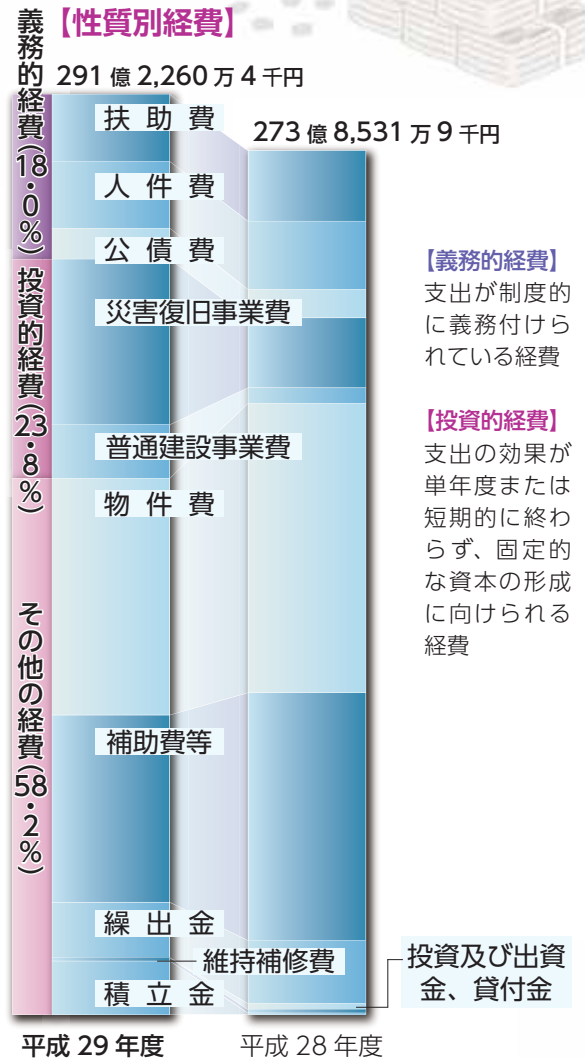 【性質別経費】
291億2,260万4千円
273億8,531万9千円
義務的経費(18・0%)
投資的経費(23・8%)
その他の経費(58・2%)
扶助費
人件費
公債費
災害復旧事業費
普通建設事業費
物件費
補助費等
繰出金
維持補修費
積立金
投資及び出資
金、貸付金
平成29年度
平成28年度
【義務的経費】
支出が制度的
に義務付けら
れている経費
【投資的経費】
支出の効果が
単年度または
短期的に終わ
らず、固定的
な資本の形成
に向けられる
経費